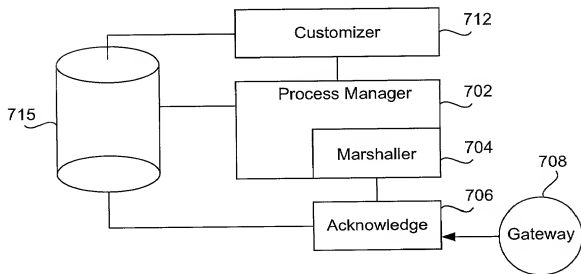 Customizer
712
Process Manager
702
715
Marshaller
704
708
706
Acknowledge
Gateway